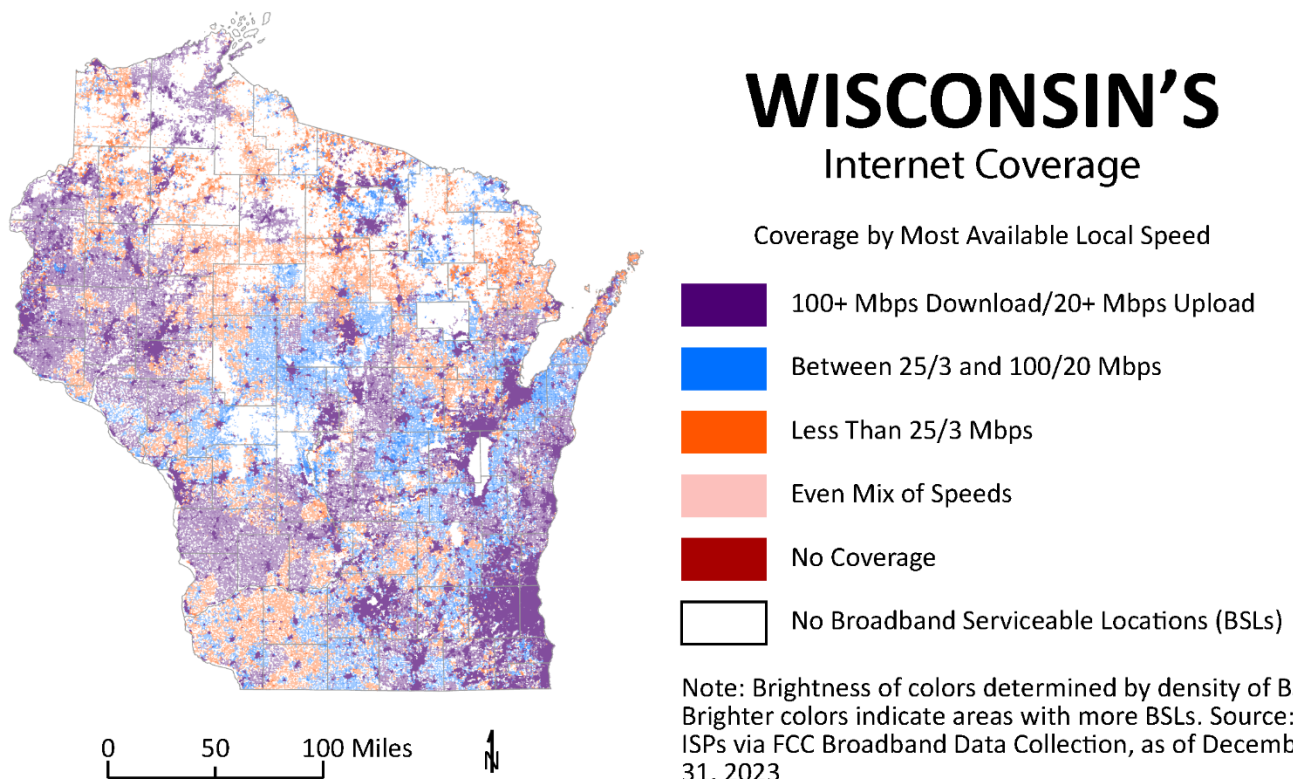 WISCONSIN'S
Internet Coverage
Coverage by Most Available Local Speed
100+ Mbps Download/20+ Mbps Upload
Between 25/3 and 100/20 Mbps
Less Than 25/3 Mbps
Even Mix of Speeds
No Coverage
No Broadband Serviceable Locations (BSLs)
Note: Brightness of colors determined by density of B
Brighter colors indicate areas with more BSLs. Source:
ISPs via FCC Broadband Data Collection, as of Decemb
31, 2023
0 50 100 Miles
N